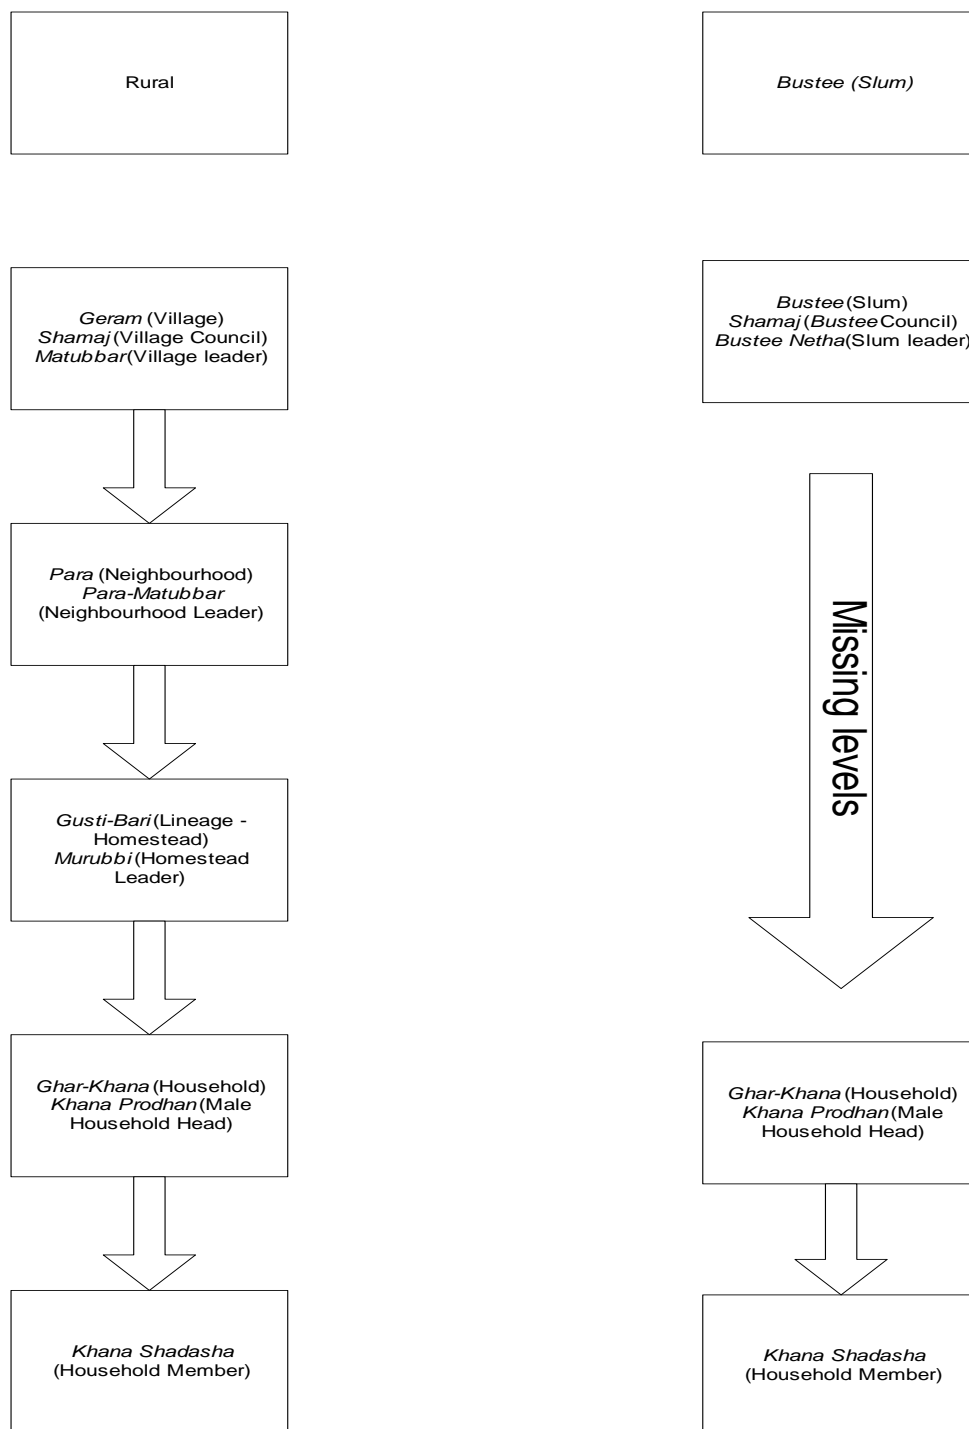 Rural
Bustee (Slum)
Geram (Village)
Shamaj (Village Council)
Matubbar (Village leader)
Bustee (Slum)
Shamaj (Bustee Council)
Bustee Netha (Slum leader)
Para (Neighbourhood)
Para-Matubbar
(Neighbourhood Leader)
Missing levels
Gusti-Bari (Lineage -
Homestead)
Murubbi (Homestead
Leader)
Ghar-Khana (Household)
Khana Prodhan (Male
Household Head)
Ghar-Khana (Household)
Khana Prodhan (Male
Household Head)
Khana Shadasha
(Household Member)
Khana Shadasha
(Household Member)